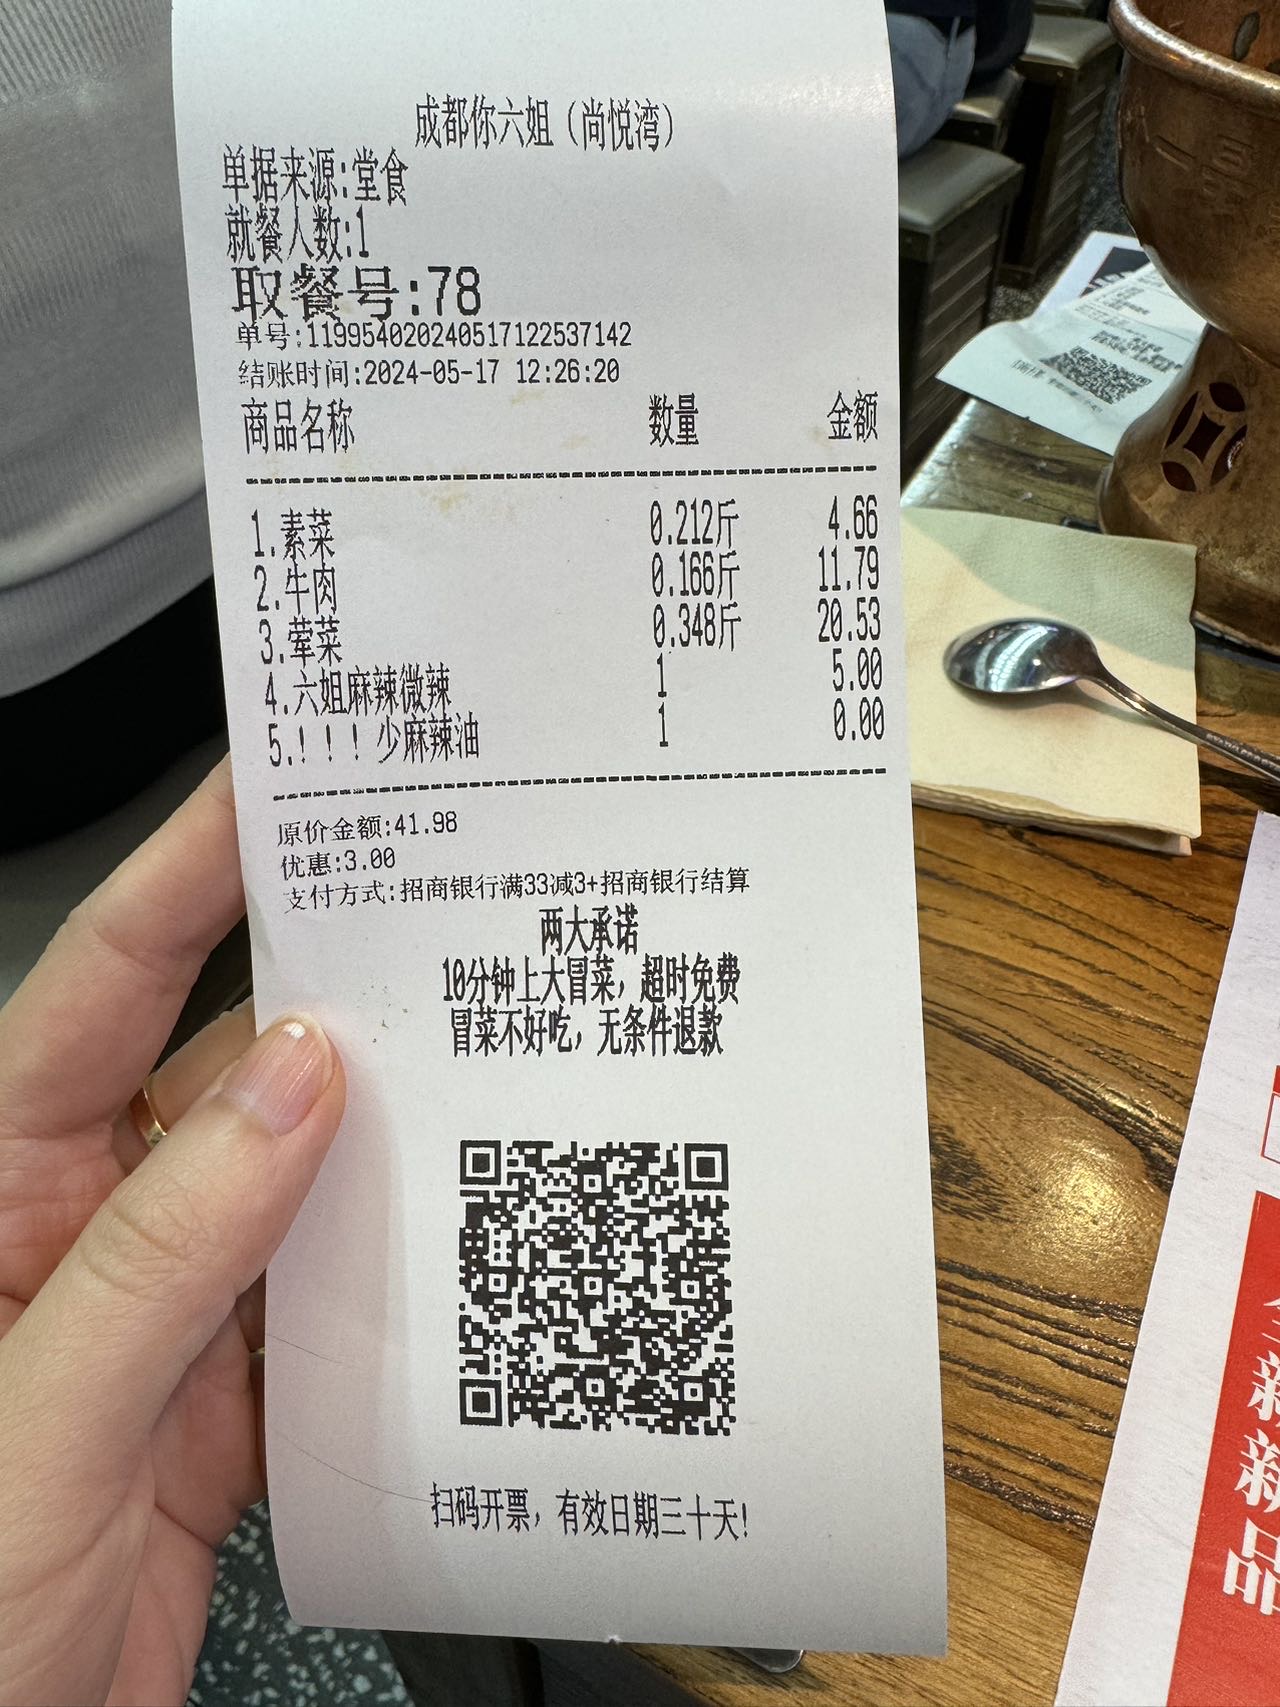 成都你六姐（尚悦湾）
单据来源:堂食
就餐人数:1
取餐号:78
单号:119954020240517122537142
结账时间:2024-05-17 12:26:20
商品名称 数量 金额
1.素菜 0.212斤 4.66
2.牛肉 0.166斤 11.79
3.荤菜 0.348斤 20.53
4.六姐麻辣微辣 1 5.00
5.！！！少麻辣油 1 0.00
原价金额:41.98
优惠:3.00
支付方式:招商银行满33减3+招商银行结算
两大承诺
10分钟上大冒菜，超时免费
冒菜不好吃，无条件退款
扫码开票，有效日期三十天!
新新品